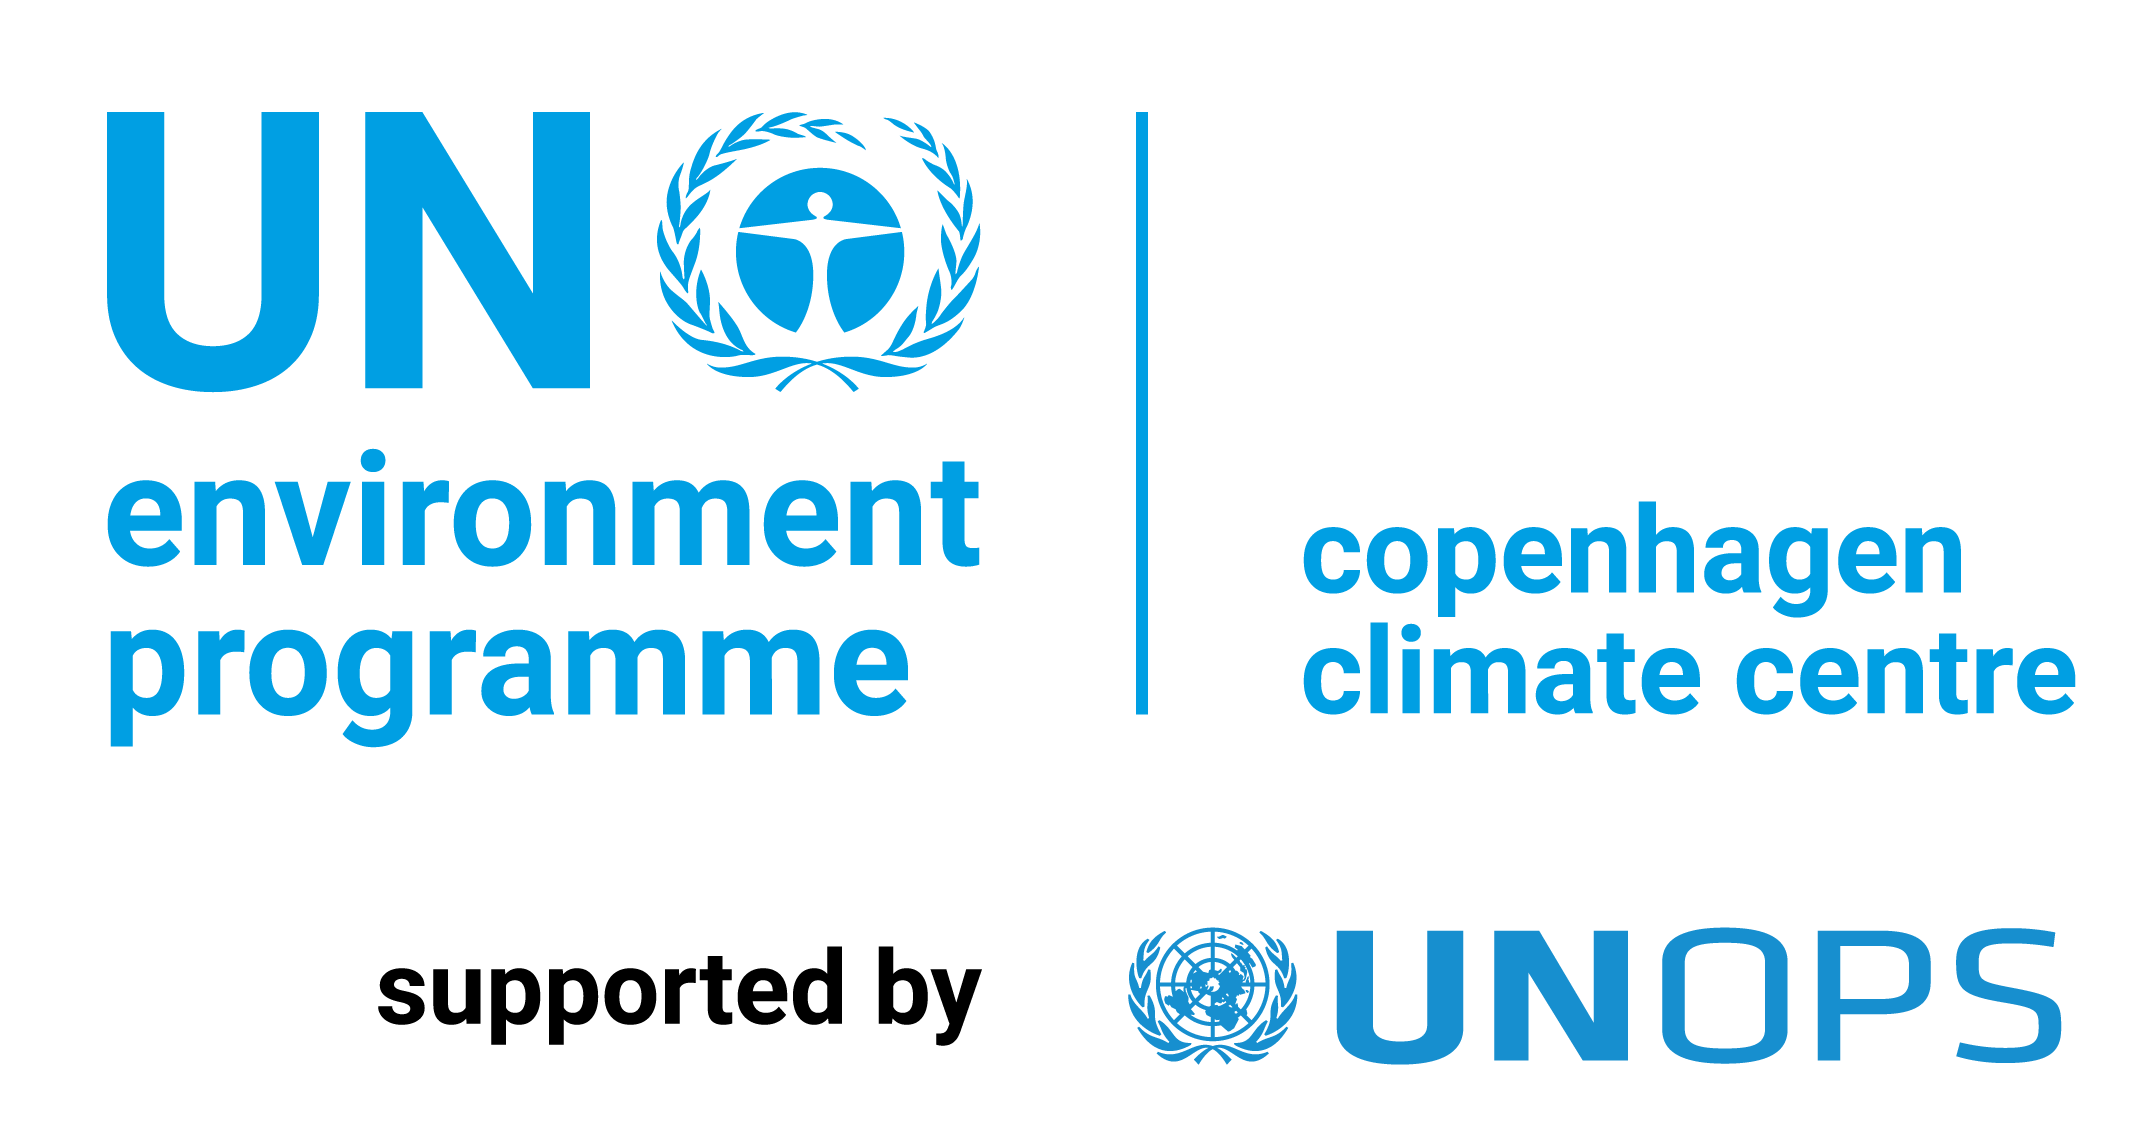 UN
environment
programme
copenhagen
climate centre
supported by
UNOPS